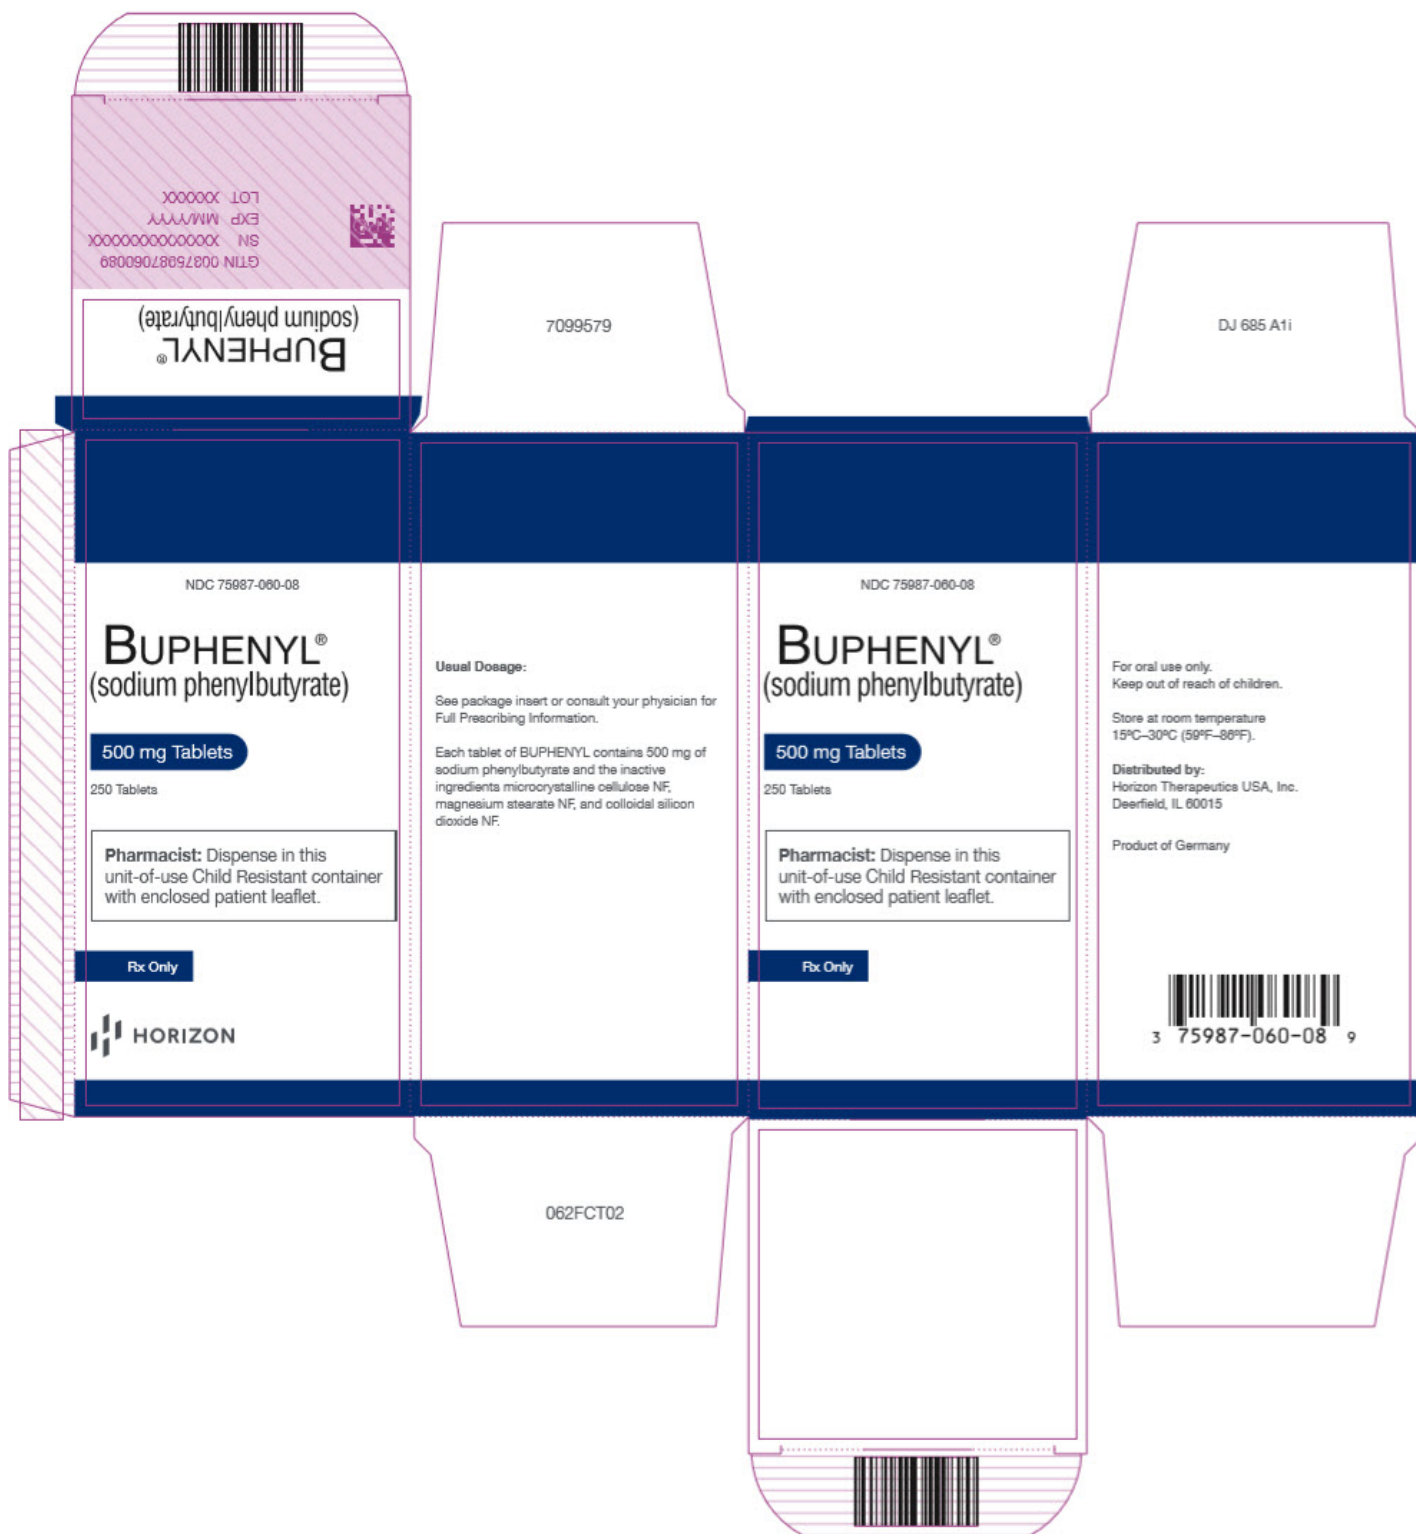 GTIN 00375987060089
SN XXXXXXXXXXXXXXX
EXP MM/YYYY
LOT XXXXXX
BUPHENYL®
(sodium phenylbutyrate)
7099579
DJ 685 A1i
NDC 75987-060-08
BUPHENYL®
(sodium phenylbutyrate)
500 mg Tablets
250 Tablets
Pharmacist: Dispense in this
unit-of-use Child Resistant container
with enclosed patient leaflet.
Rx Only
HORIZON
Usual Dosage:
See package insert or consult your physician for
Full Prescribing Information.
Each tablet of BUPHENYL contains 500 mg of
sodium phenylbutyrate and the inactive
ingredients microcrystalline cellulose NF,
magnesium stearate NF, and colloidal silicon
dioxide NF.
NDC 75987-060-08
BUPHENYL®
(sodium phenylbutyrate)
500 mg Tablets
250 Tablets
Pharmacist: Dispense in this
unit-of-use Child Resistant container
with enclosed patient leaflet.
Rx Only
For oral use only.
Keep out of reach of children.
Store at room temperature
15ºC–30ºC (59ºF–86ºF).
Distributed by:
Horizon Therapeutics USA, Inc.
Deerfield, IL 60015
Product of Germany
3 75987-060-08 9
062FCT02